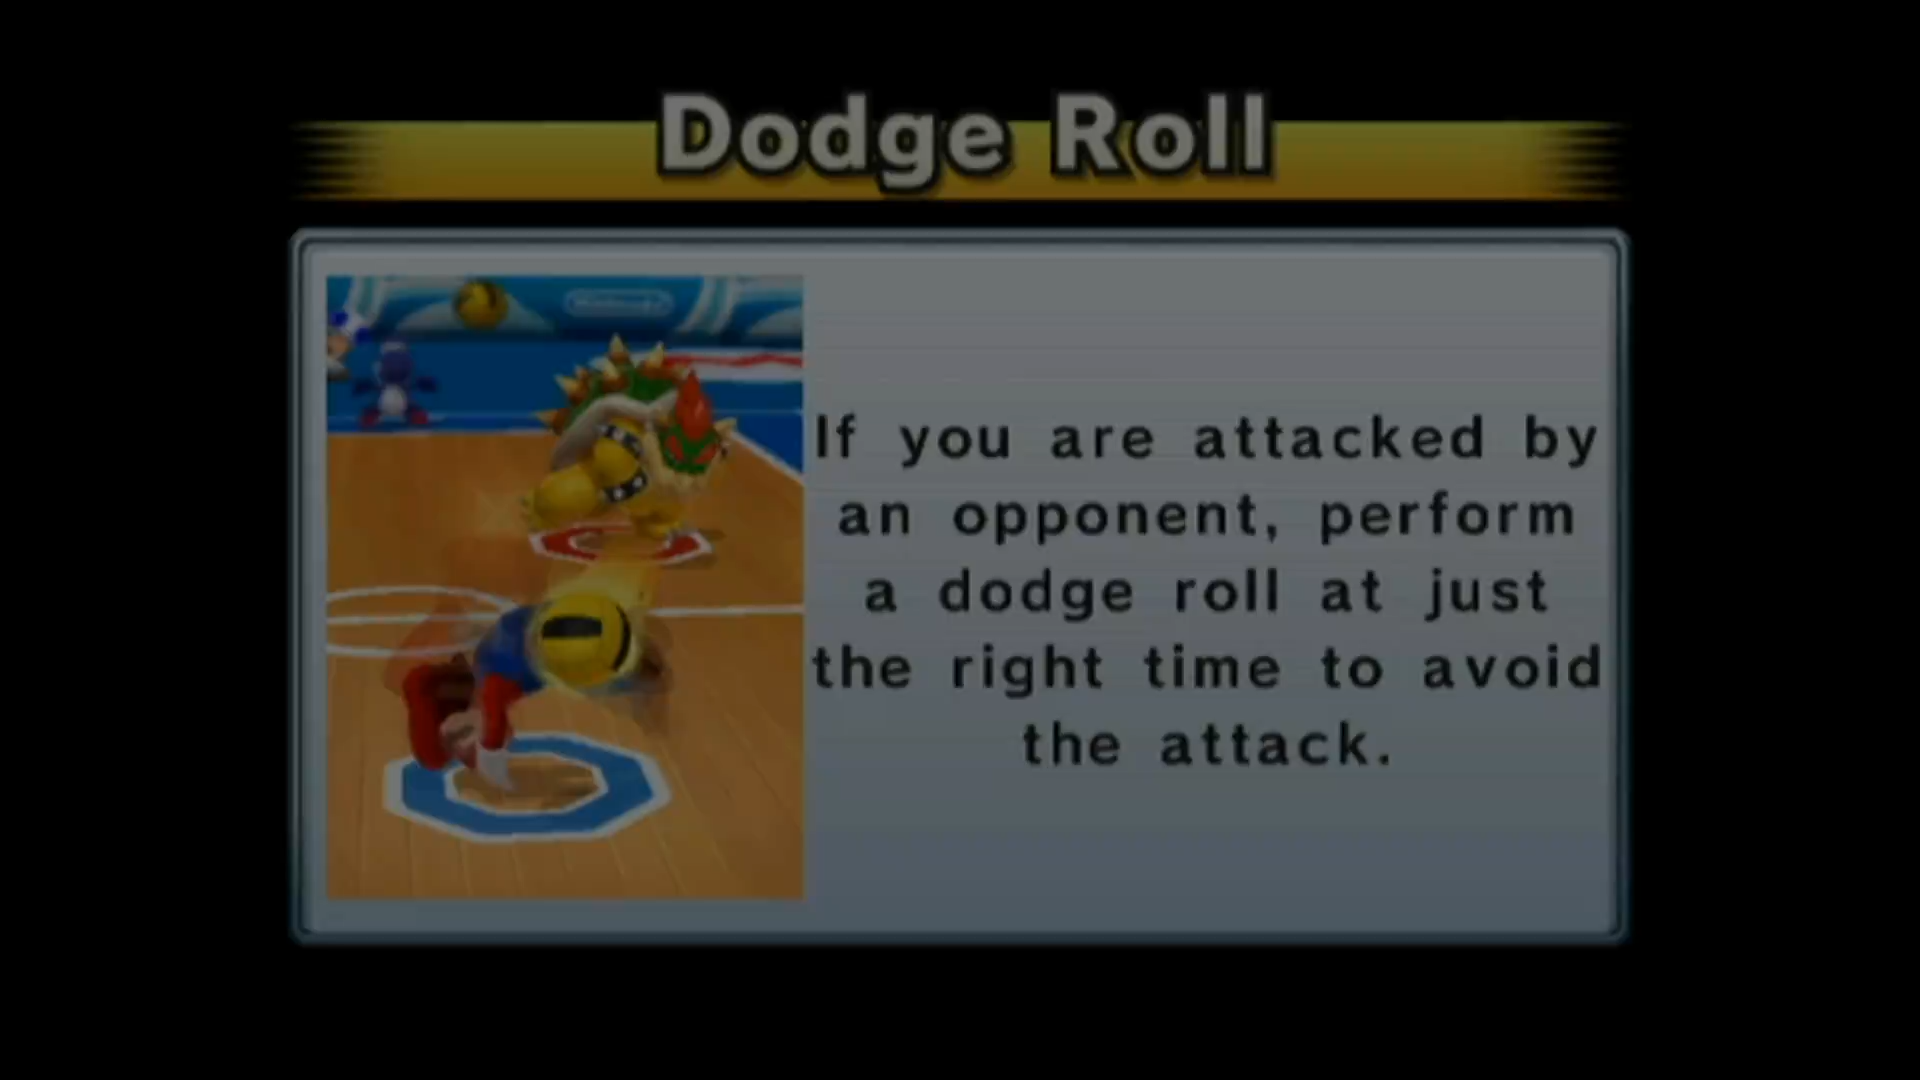 Dodge Roll
Nintendo
If you are attacked by
an opponent, perform
a dodge roll at just
the right time to avoid
the attack.